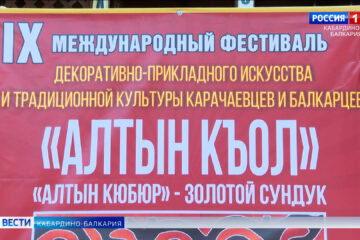 РОССИЯ 1
КАБАРДИНО-
БАЛКАРИЯ
IX МЕЖДУНАРОДНЫЙ ФЕСТИВАЛЬ
ДЕКОРАТИВНО-ПРИКЛАДНОГО ИСКУССТВА
И ТРАДИЦИОННОЙ КУЛЬТУРЫ КАРАЧАЕВЦЕВ И БАЛКАРЦЕ
«АЛТЫН КЪОЛ»
«АЛТЫН КЮБЮР» - ЗОЛОТОЙ СУНДУК
ВЕСТИ КАБАРДИНО-БАЛКАРИЯ